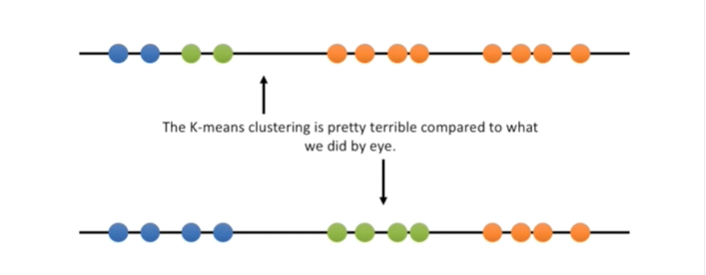 The K-means clustering is pretty terrible compared to what
we did by eye.